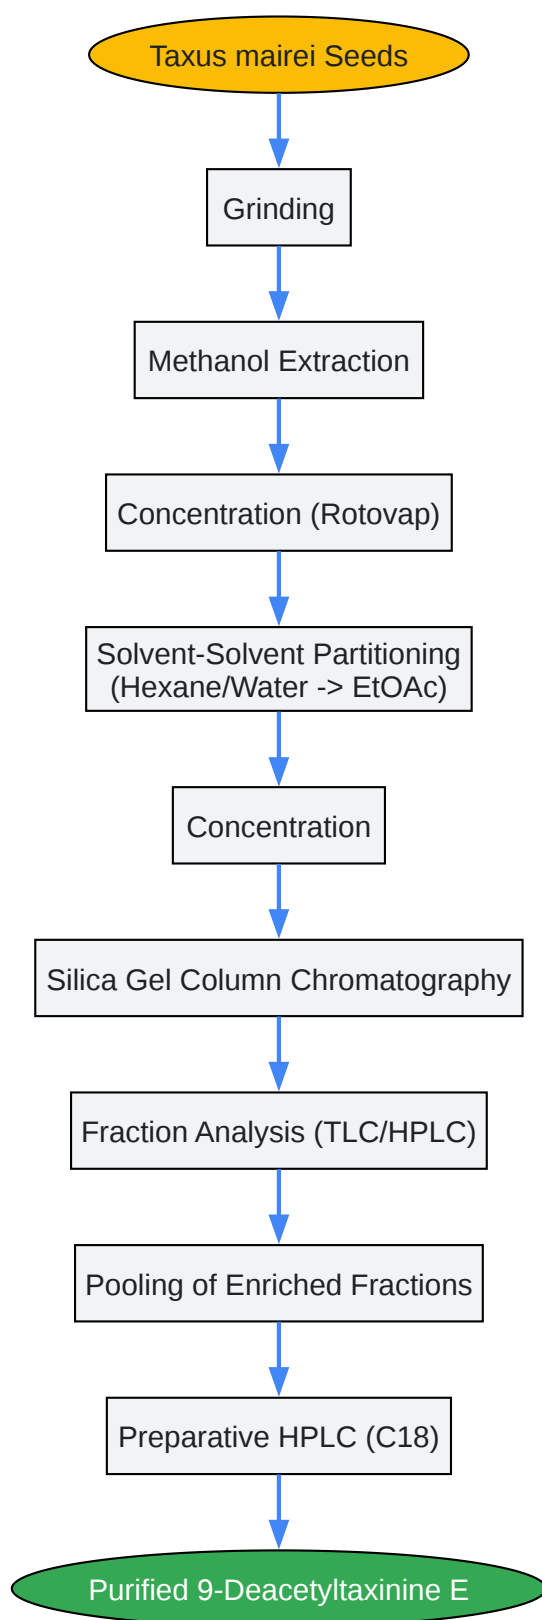 Taxus mairei Seeds
Grinding
Methanol Extraction
Concentration (Rotovap)
Solvent-Solvent Partitioning
(Hexane/Water -> EtOAc)
Concentration
Silica Gel Column Chromatography
Fraction Analysis (TLC/HPLC)
Pooling of Enriched Fractions
Preparative HPLC (C18)
Purified 9-Deacetyltaxinine E